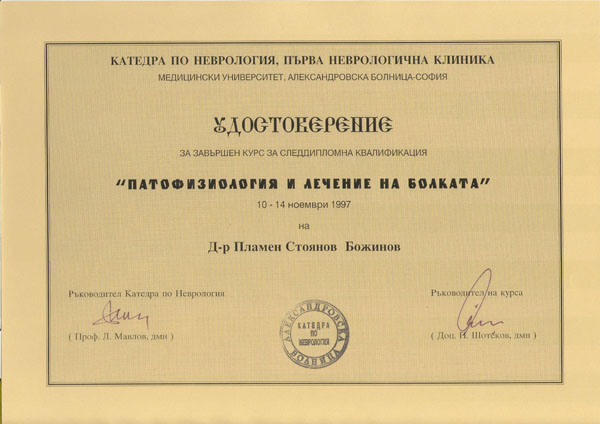 КАТЕДРА ПО НЕВРОЛОГИЯ, ПЪРВА НЕВРОЛОГИЧНА КЛИНИКА
МЕДИЦИНСКИ УНИВЕРСИТЕТ, АЛЕКСАНДРОВСКА БОЛНИЦА-СОФИЯ
УДОСТОВЕРЕНИЕ
ЗА ЗАВЪРШЕН КУРС ЗА СЛЕДДИПЛОМНА КВАЛИФИКАЦИЯ
"ПАТОФИЗИОЛОГИЯ И ЛЕЧЕНИЕ НА БОЛКАТА"
10 - 14 ноември 1997
на
Д-р Пламен Стоянов Божинов
Ръководител Катедра по Неврология
( Проф. Л. Мавлов, дмн )
Ръководител на курса
( Доц. П. Шотеков, дмн )
АЛЕКСАНДРОВСКА БОЛНИЦА
КАТЕДРА
ПО
НЕВРОЛОГИЯ